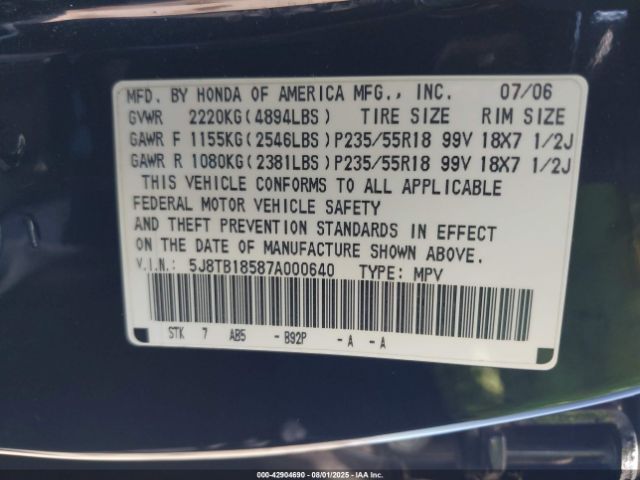 MFD. BY HONDA OF AMERICA MFG., INC. 07/06
GVWR 2220KG(4894LBS) TIRE SIZE RIM SIZE
GAWR F 1155KG(2546LBS) P235/55R18 99V 18X7 1/2J
GAWR R 1080KG(2381LBS) P235/55R18 99V 18X7 1/2J
THIS VEHICLE CONFORMS TO ALL APPLICABLE
FEDERAL MOTOR VEHICLE SAFETY
AND THEFT PREVENTION STANDARDS IN EFFECT
ON THE DATE OF MANUFACTURE SHOWN ABOVE.
V.I.N.: 5J8TB18587A000640 TYPE: MPV
STK 7 AB5 -B92P -A -A
000-42904690 - 08/01/2025 - IAA Inc.